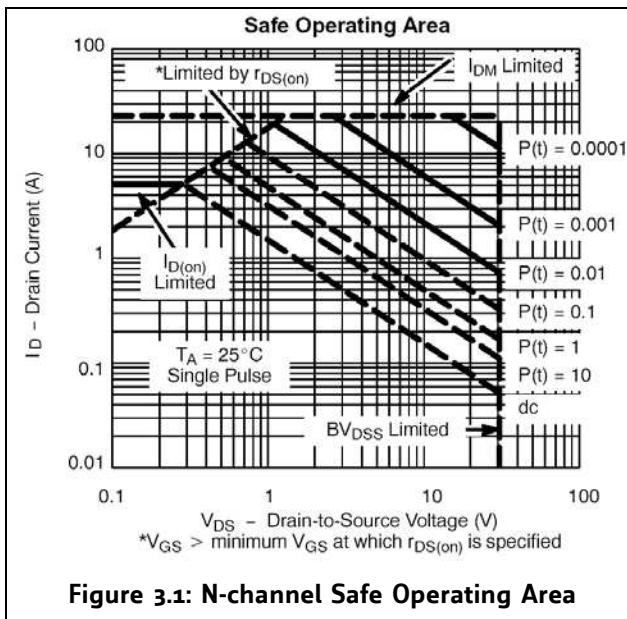 Safe Operating Area
100
10
1
0.1
0.01
ID – Drain Current (A)
*Limited by rDS(on)
IDM Limited
ID(on)
Limited
TA = 25°C
Single Pulse
BVDSS Limited
P(t) = 0.0001
P(t) = 0.001
P(t) = 0.01
P(t) = 0.1
P(t) = 1
P(t) = 10
dc
0.1 1 10 100
VDS – Drain-to-Source Voltage (V)
*VGS > minimum VGS at which rDS(on) is specified
Figure 3.1: N-channel Safe Operating Area